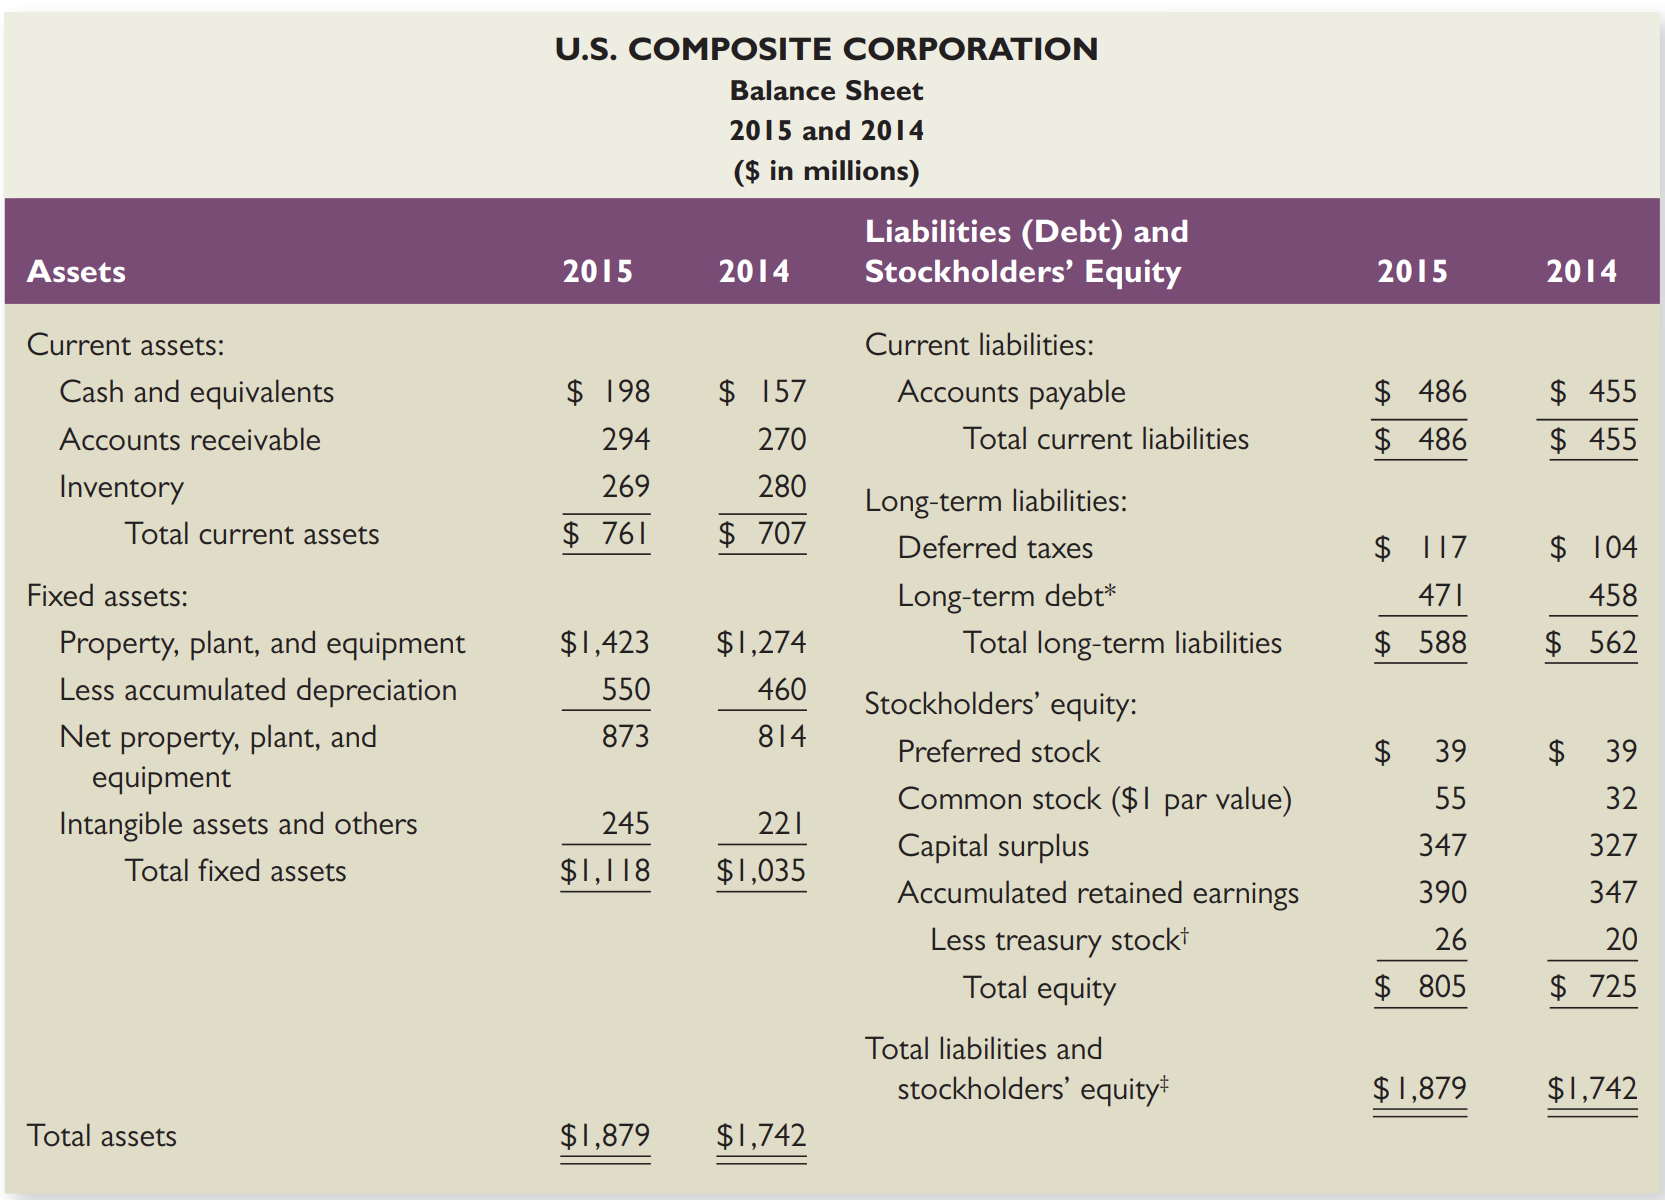 U.S. COMPOSITE CORPORATION
Balance Sheet
2015 and 2014
($ in millions)
Assets 2015 2014
Current assets:
Cash and equivalents $ 198 $ 157
Accounts receivable 294 270
Inventory 269 280
Total current assets $ 761 $ 707
Fixed assets:
Property, plant, and equipment $1,423 $1,274
Less accumulated depreciation 550 460
Net property, plant, and 873 814
equipment
Intangible assets and others 245 221
Total fixed assets $1,118 $1,035
Total assets $1,879 $1,742
Liabilities (Debt) and
Stockholders’ Equity 2015 2014
Current liabilities:
Accounts payable $ 486 $ 455
Total current liabilities $ 486 $ 455
Long-term liabilities:
Deferred taxes $ 117 $ 104
Long-term debt* 471 458
Total long-term liabilities $ 588 $ 562
Stockholders’ equity:
Preferred stock $ 39 $ 39
Common stock ($1 par value) 55 32
Capital surplus 347 327
Accumulated retained earnings 390 347
Less treasury stock† 26 20
Total equity $ 805 $ 725
Total liabilities and
stockholders’ equity‡ $1,879 $1,742